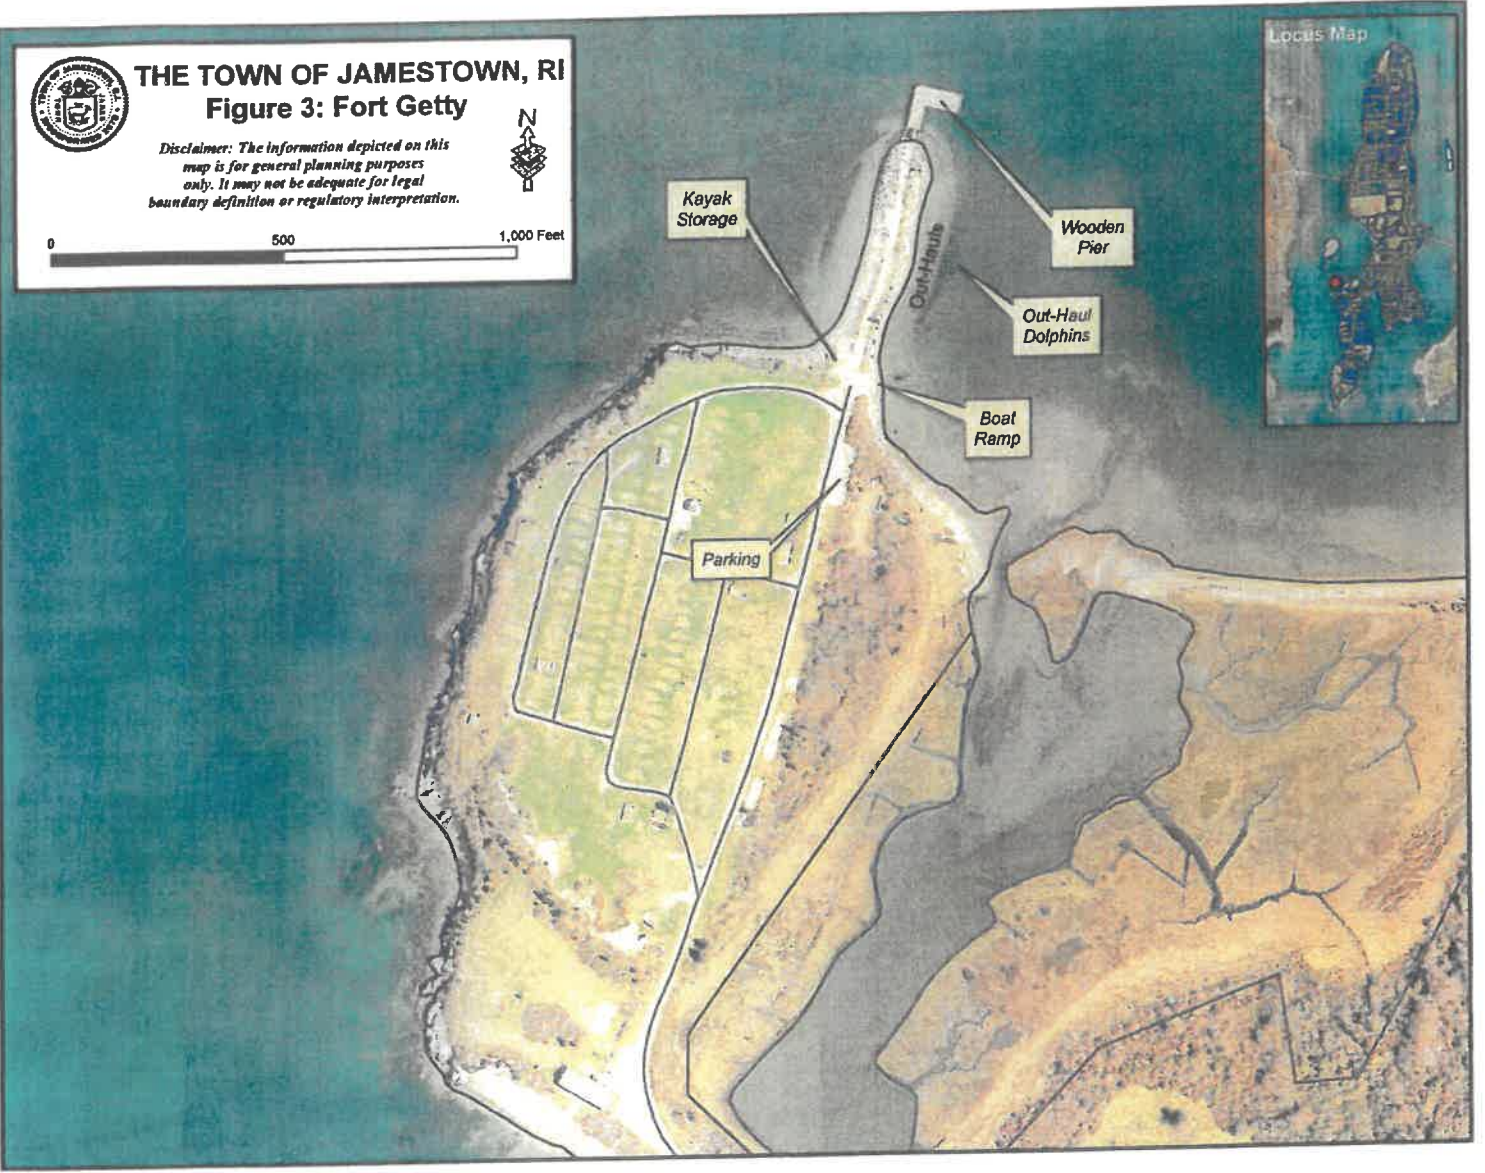 THE TOWN OF JAMESTOWN, RI
Figure 3: Fort Getty
N
Disclaimer: The information depicted on this
map is for general planning purposes
only. It may not be adequate for legal
boundary definition or regulatory interpretation.
0 500 1,000 Feet
Locus Map
Kayak
Storage
Wooden
Pier
Out-Hauls
Out-Haul
Dolphins
Boat
Ramp
Parking